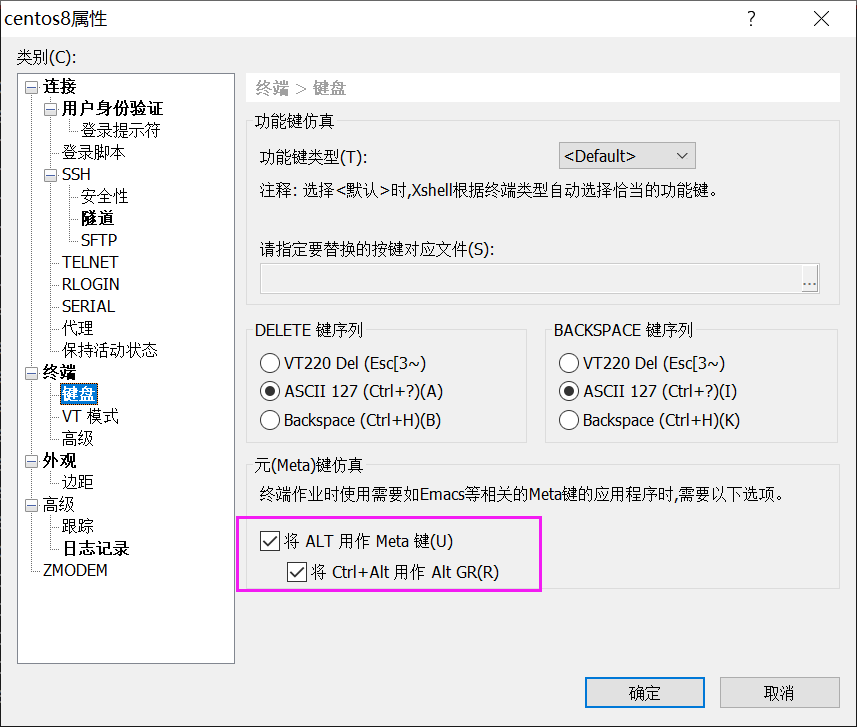 centos8属性
类别(C):
连接
用户身份验证
登录提示符
登录脚本
SSH
安全性
隧道
SFTP
TELNET
RLOGIN
SERIAL
代理
保持活动状态
终端
键盘
VT 模式
高级
外观
边距
高级
跟踪
日志记录
ZMODEM
终端 > 键盘
功能键仿真
功能键类型(T):
<Default>
注释: 选择<默认>时,Xshell根据终端类型自动选择恰当的功能键。
请指定要替换的按键对应文件(S):
...
DELETE 键序列
VT220 Del (Esc[3~)
ASCII 127 (Ctrl+?)(A)
Backspace (Ctrl+H)(B)
BACKSPACE 键序列
VT220 Del (Esc[3~)
ASCII 127 (Ctrl+?)(I)
Backspace (Ctrl+H)(K)
元(Meta)键仿真
终端作业时使用需要如Emacs等相关的Meta键的应用程序时,需要以下选项。
将 ALT 用作 Meta 键(U)
将 Ctrl+Alt 用作 Alt GR(R)
确定
取消